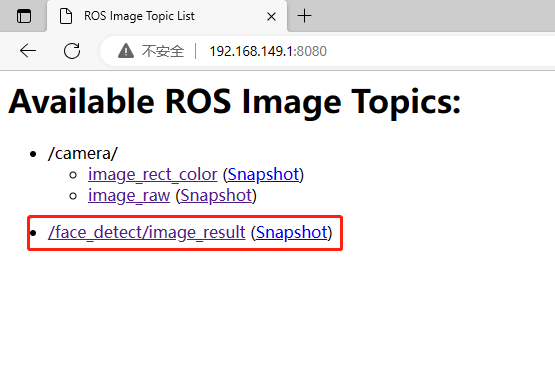 ROS Image Topic List
不安全 192.168.149.1:8080
Available ROS Image Topics:
/camera/
image_rect_color (Snapshot)
image_raw (Snapshot)
/face_detect/image_result (Snapshot)